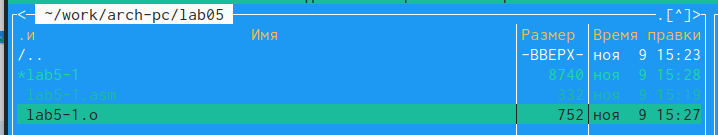 ~/work/arch-pc/lab05 .[^]>
.и Имя Размер Время правки
/.. -ВВЕРХ- ноя 9 15:23
*lab5-1 8740 ноя 9 15:28
lab5-1.asm 332 ноя 9 15:19
lab5-1.o 752 ноя 9 15:27